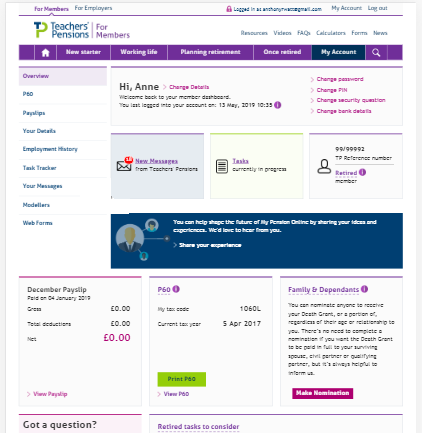 For Members For Employers
Logged in as anthonyrwatt@gmail.com My Account Log out
Teachers' Pensions For Members
Resources Videos FAQs Calculators Forms News
New starter Working life Planning retirement Once retired My Account
Overview
P60
Payslips
Your Details
Employment History
Task Tracker
Your Messages
Modellers
Web Forms
Hi, Anne > Change Details
Welcome back to your member dashboard.
You last logged into your account on: 13 May, 2019 10:35 i
> Change password
> Change PIN
> Change security question
> Change bank details
New Messages
from Teachers' Pensions
Tasks
currently in progress
99/99992
TP Reference number
Retired i
member
You can help shape the future of My Pension Online by sharing your ideas and
experiences. We'd love to hear from you.
> Share your experience
December Payslip
Paid on 04 January 2019
Gross £0.00
Total deductions £0.00
Net £0.00
> View Payslip
P60 i
My tax code 1060L
Current tax year 5 Apr 2017
Print P60
> View P60
Family & Dependants i
You can nominate anyone to receive
your Death Grant, or a portion of,
regardless of their age or relationship to
you. There's no need to complete a
nomination if you want the Death Grant
to be paid in full to your surviving
spouse, civil partner or qualifying
partner, but it's always helpful to
inform us.
Make Nomination
Got a question?
Retired tasks to consider